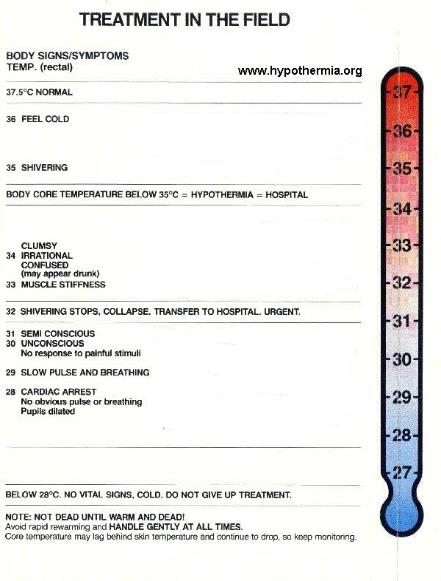 TREATMENT IN THE FIELD
BODY SIGNS/SYMPTOMS
TEMP. (rectal)
www.hypothermia.org
37.5°C NORMAL
36 FEEL COLD
35 SHIVERING
BODY CORE TEMPERATURE BELOW 35°C = HYPOTHERMIA = HOSPITAL
CLUMSY
34 IRRATIONAL
CONFUSED
(may appear drunk)
33 MUSCLE STIFFNESS
32 SHIVERING STOPS, COLLAPSE. TRANSFER TO HOSPITAL. URGENT.
31 SEMI CONSCIOUS
30 UNCONSCIOUS
No response to painful stimuli
29 SLOW PULSE AND BREATHING
28 CARDIAC ARREST
No obvious pulse or breathing
Pupils dilated
BELOW 28°C. NO VITAL SIGNS, COLD. DO NOT GIVE UP TREATMENT.
NOTE: NOT DEAD UNTIL WARM AND DEAD!
Avoid rapid rewarming and HANDLE GENTLY AT ALL TIMES.
Core temperature may lag behind skin temperature and continue to drop, so keep monitoring.
37
36
35
34
33
32
31
30
29
28
27